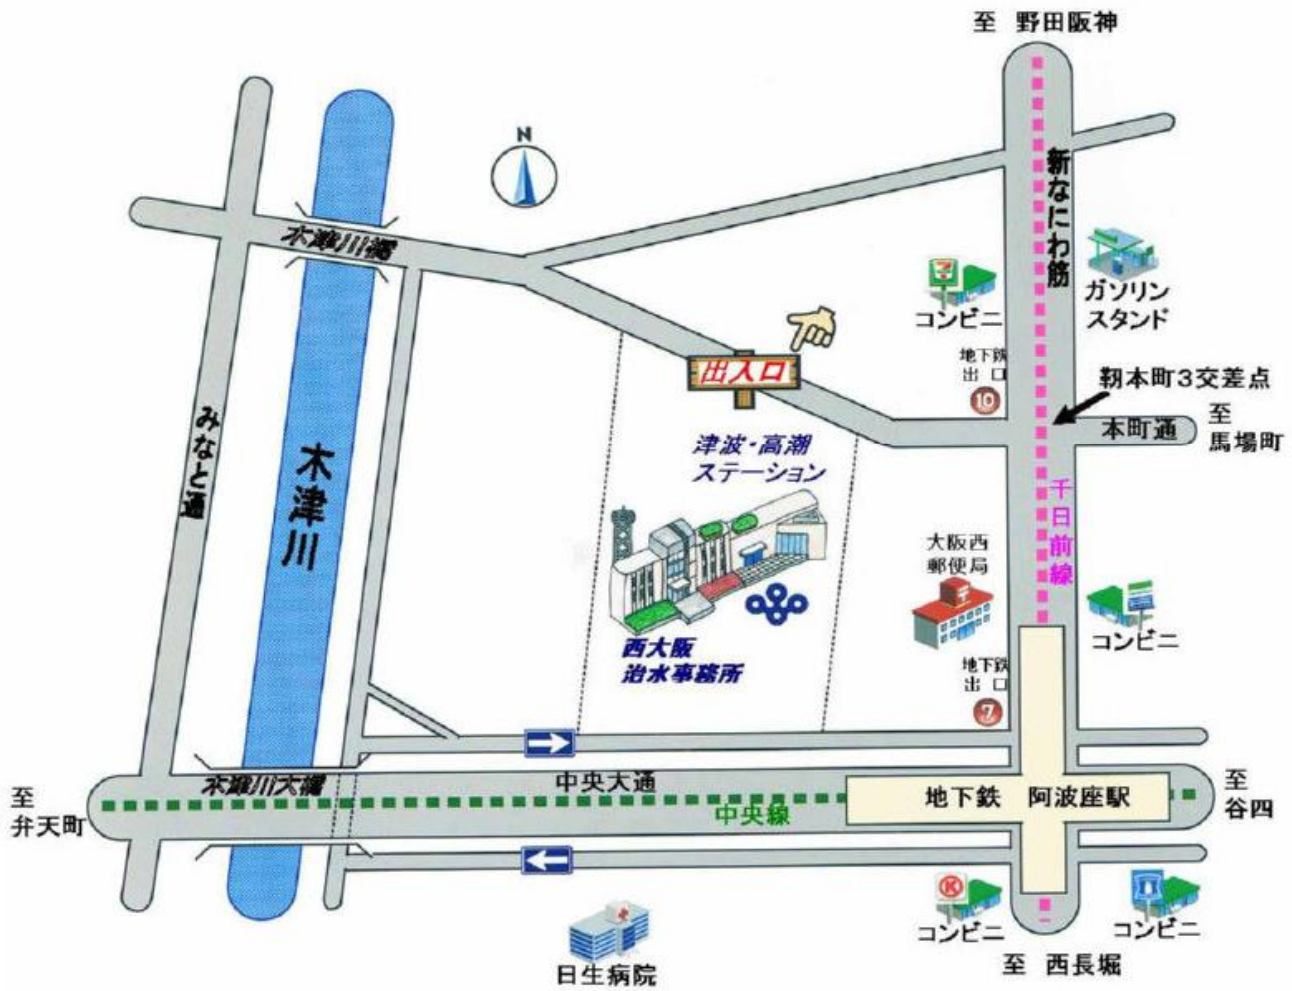 至 野田阪神
N
新なにわ筋
木津川橋
コンビニ
ガソリン
スタンド
地下鉄
出 口
⑩
出入口
靭本町3交差点
本町通
至
馬場町
みなと通
木津川
津波・高潮
ステーション
千日前線
大阪西
郵便局
コンビニ
西大阪
治水事務所
地下鉄
出 口
⑦
木津川大橋
中央大通
中央線
地下鉄 阿波座駅
至
弁天町
至
谷四
コンビニ
コンビニ
日生病院
至 西長堀